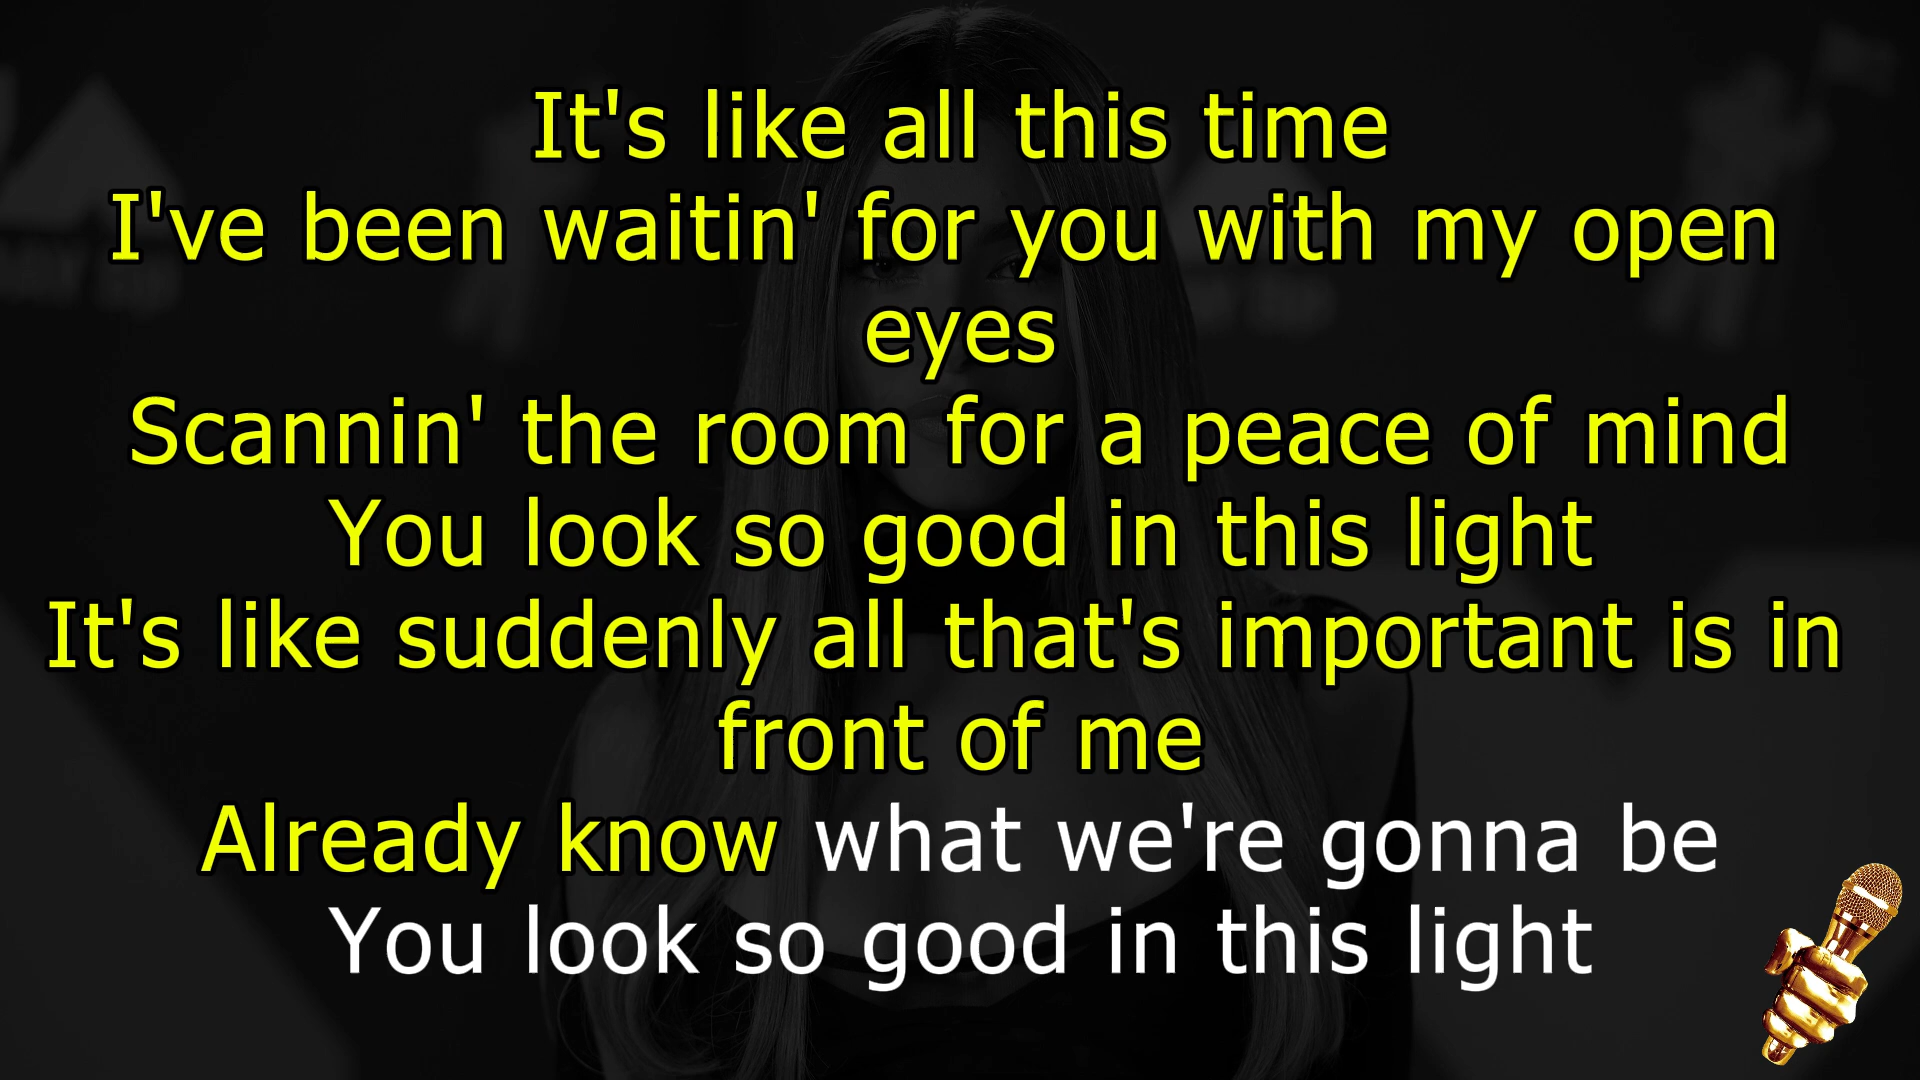 It's like all this time
I've been waitin' for you with my open
eyes
Scannin' the room for a peace of mind
You look so good in this light
It's like suddenly all that's important is in
front of me
Already know what we're gonna be
You look so good in this light